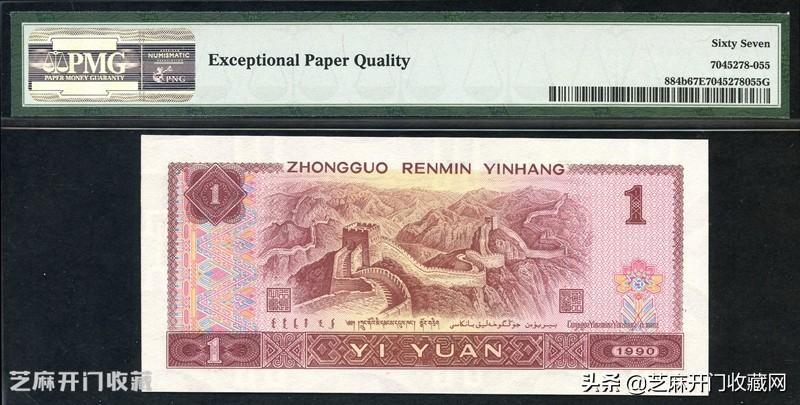 PMG
PAPER MONEY GUARANTY
NUMISMATIC
PNG
Exceptional Paper Quality
Sixty Seven
7045278-055
884b67E7045278055G
ZHONGGUO RENMIN YINHANG
1
1
1
YI YUAN
1990
芝麻开门收藏
头条 @芝麻开门收藏网